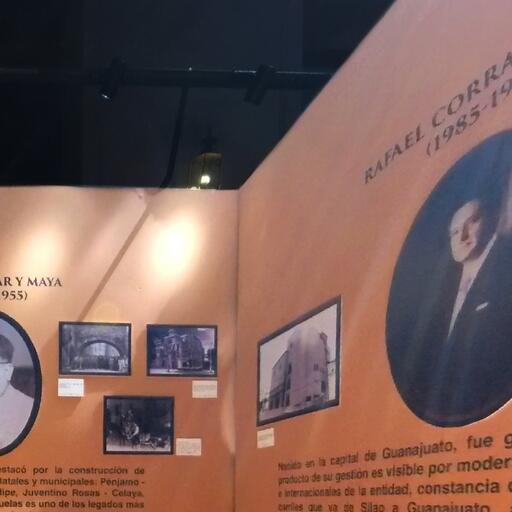 AR Y MAYA
1955)
estacó por la construcción de
tatales y municipales: Pénjamo -
lipe, Juventino Rosas - Celaya,
uelas es uno de los legados más
RAFAEL CORRA
(1985-19
Nacido en la capital de Guanajuato, fue g
producto de su gestión es visible por moder
e internacionales de la entidad, constancia d
carriles que va de Silao a Guanajuato